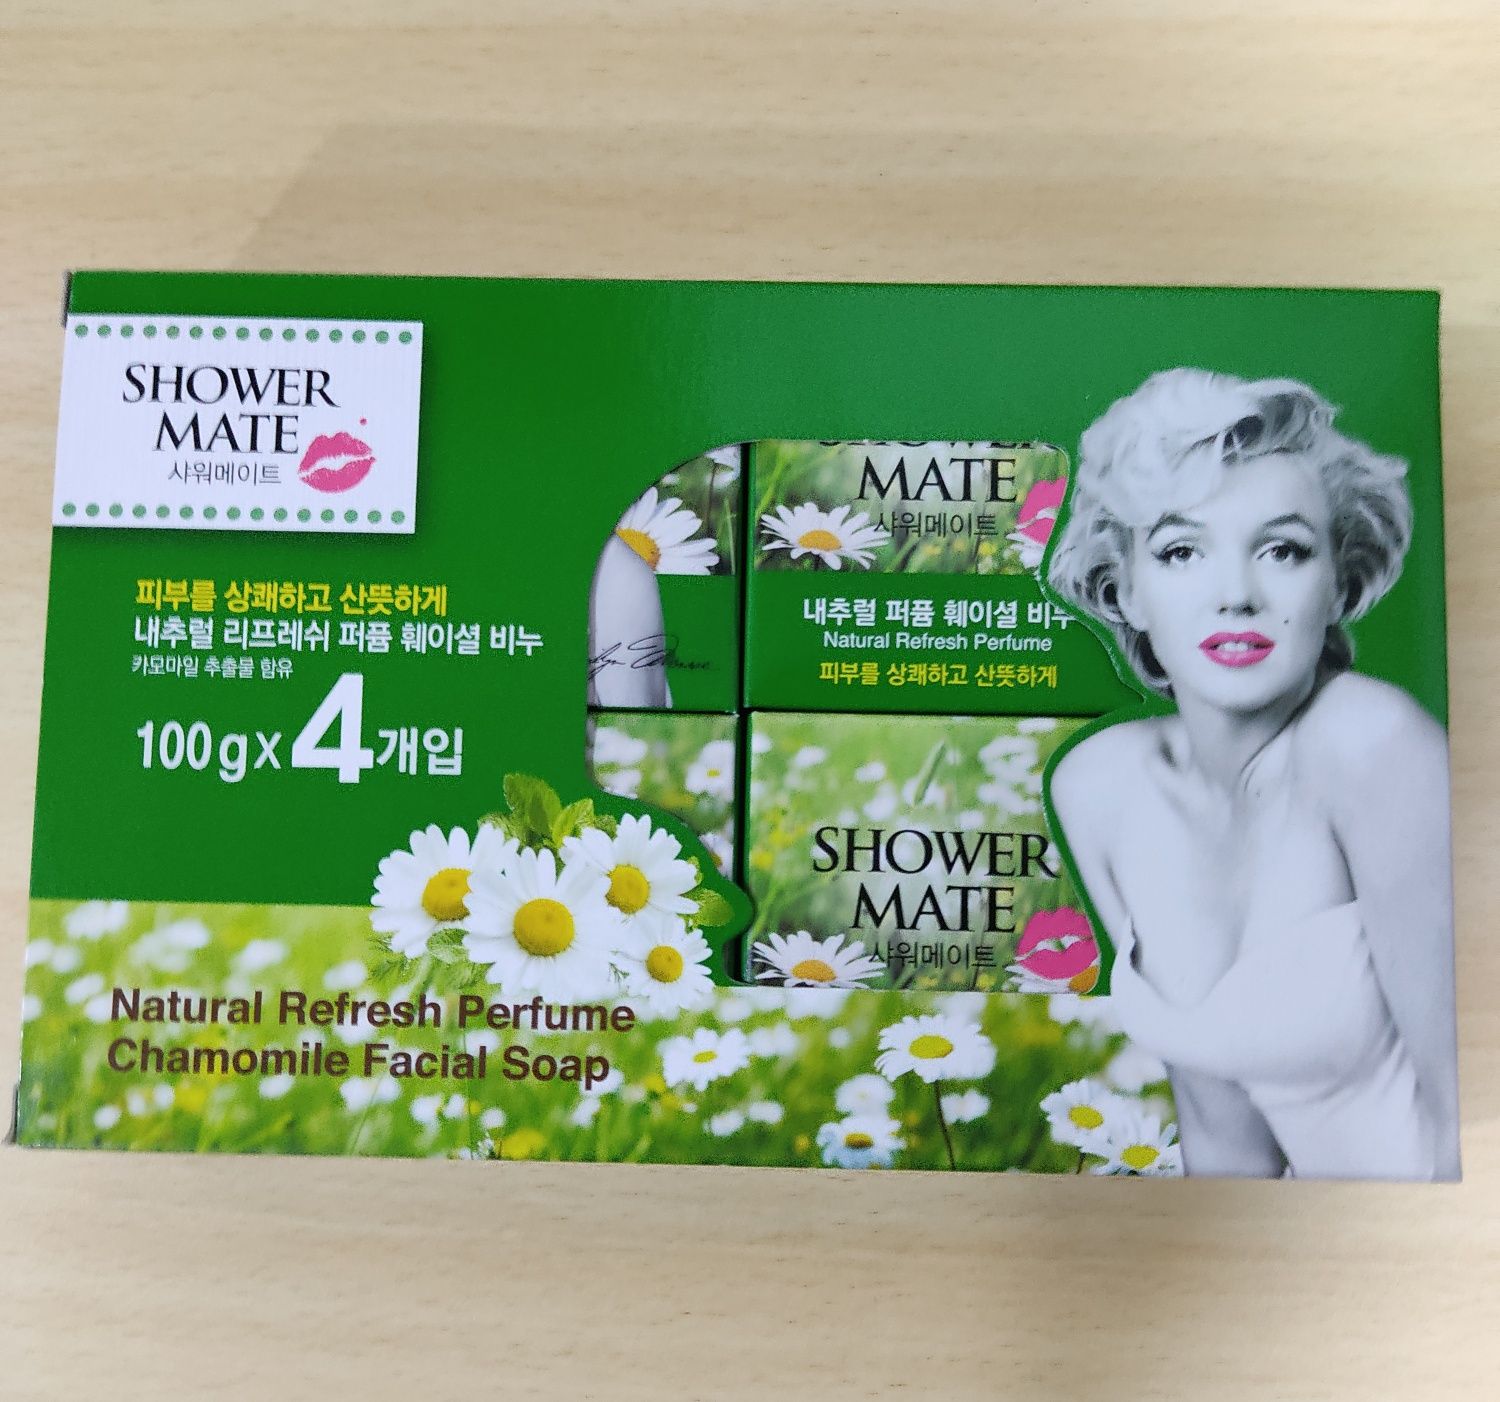 SHOWER
MATE
샤워메이트
피부를 상쾌하고 산뜻하게
내추럴 리프레쉬 퍼퓸 훼이셜 비누
카모마일 추출물 함유
100g x 4개입
Natural Refresh Perfume
Chamomile Facial Soap
MATE
샤워메이트
내추럴 퍼퓸 훼이셜 비누
Natural Refresh Perfume
피부를 상쾌하고 산뜻하게
SHOWER
MATE
샤워메이트